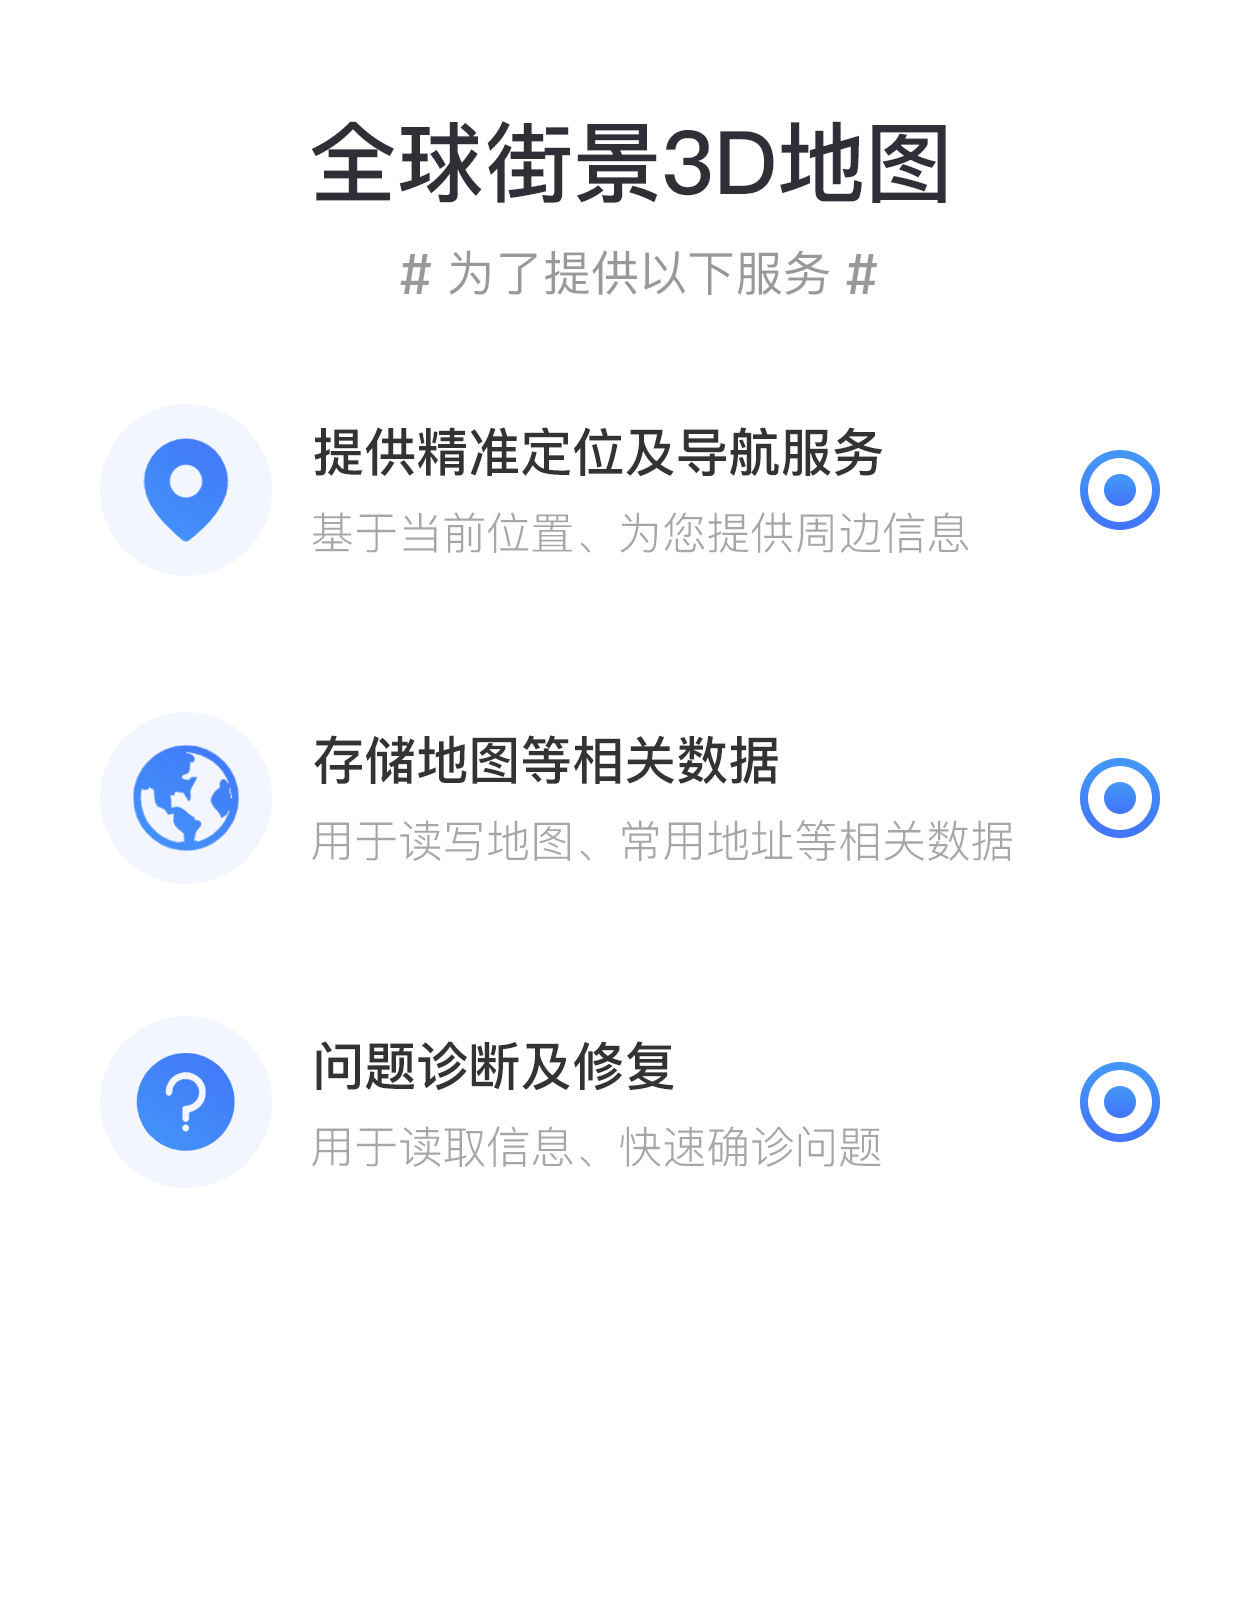 全球街景3D地图
# 为了提供以下服务 #
提供精准定位及导航服务
基于当前位置、为您提供周边信息
存储地图等相关数据
用于读写地图、常用地址等相关数据
问题诊断及修复
用于读取信息、快速确诊问题